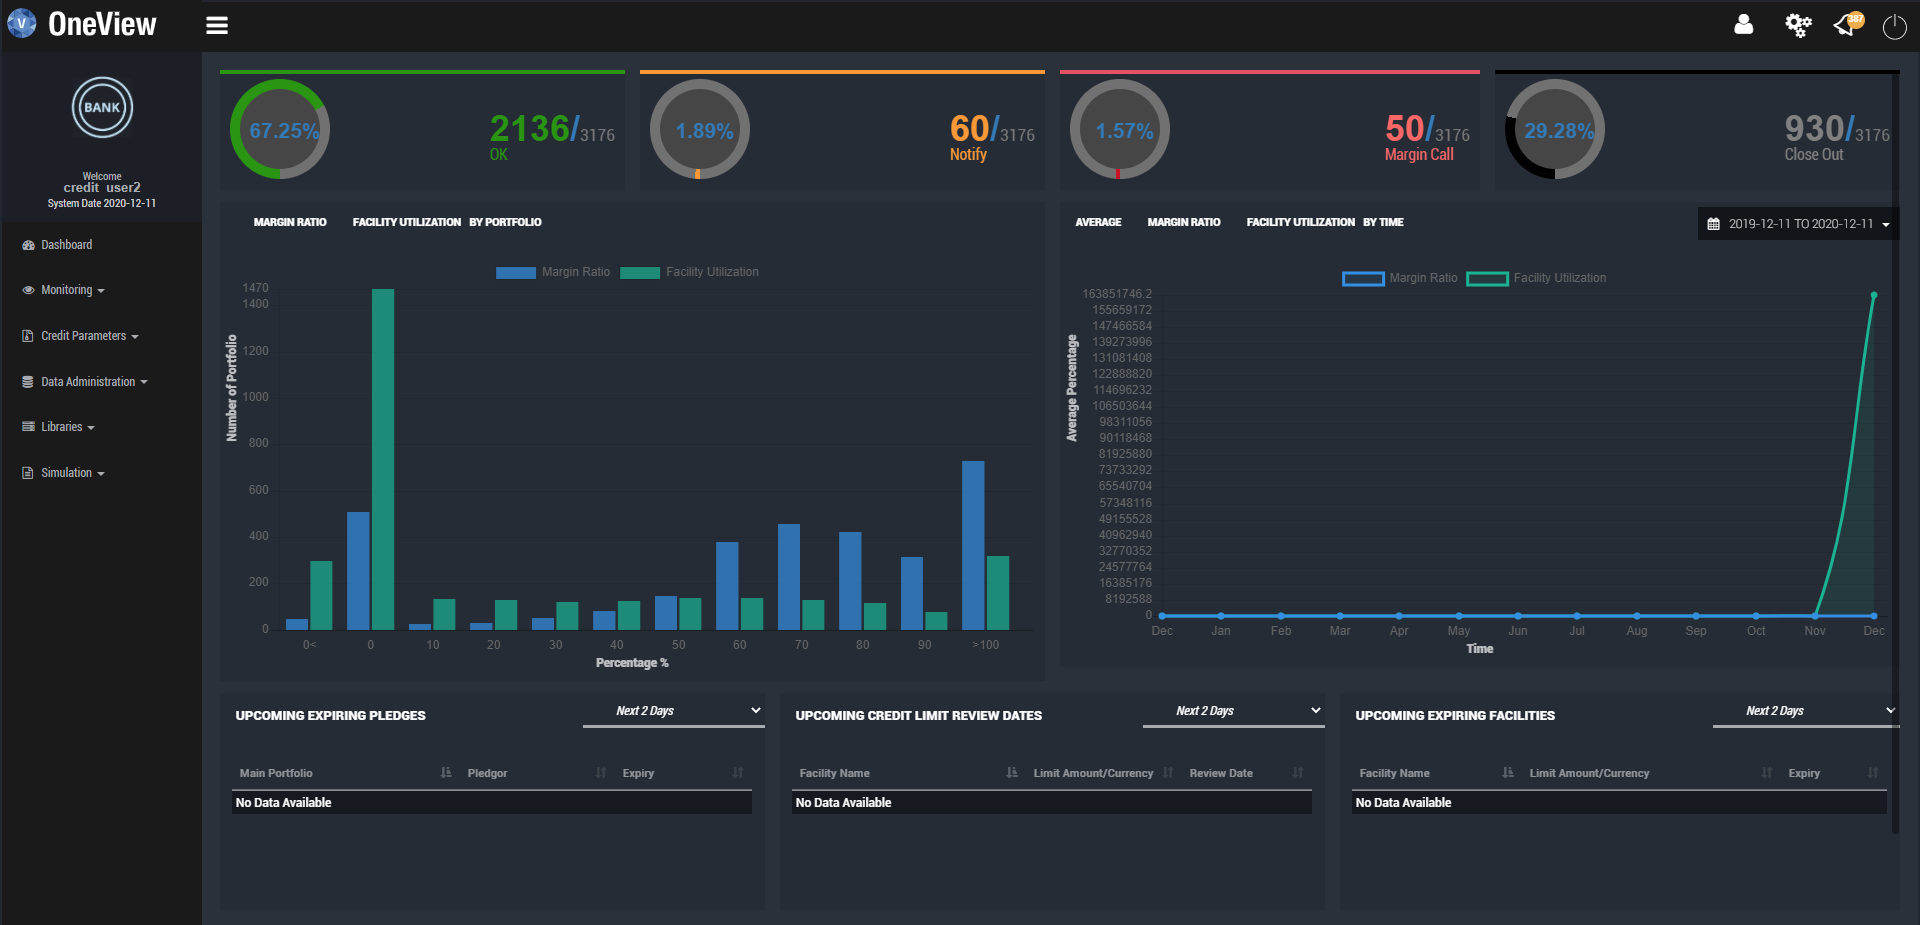 V OneView
387
BANK
Welcome
credit_user2
System Date 2020-12-11
Dashboard
Monitoring
Credit Parameters
Data Administration
Libraries
Simulation
67.25% 2136/3176
OK
1.89% 60/3176
Notify
1.57% 50/3176
Margin Call
29.28% 930/3176
Close Out
MARGIN RATIO FACILITY UTILIZATION BY PORTFOLIO
Margin Ratio Facility Utilization
Number of Portfolio
1470
1400
1200
1000
800
600
400
200
0
0< 0 10 20 30 40 50 60 70 80 90 >100
Percentage %
AVERAGE MARGIN RATIO FACILITY UTILIZATION BY TIME
2019-12-11 TO 2020-12-11
Margin Ratio Facility Utilization
Average Percentage
163851746.2
155659172
147466584
139273996
131081408
122888820
114696232
106503644
98311056
90118468
81925880
73733292
65540704
57348116
49155528
40962940
32770352
24577764
16385176
8192588
0
Dec Jan Feb Mar Apr May Jun Jul Aug Sep Oct Nov Dec
Time
UPCOMING EXPIRING PLEDGES Next 2 Days
Main Portfolio Pledgor Expiry
No Data Available
UPCOMING CREDIT LIMIT REVIEW DATES Next 2 Days
Facility Name Limit Amount/Currency Review Date
No Data Available
UPCOMING EXPIRING FACILITIES Next 2 Days
Facility Name Limit Amount/Currency Expiry
No Data Available